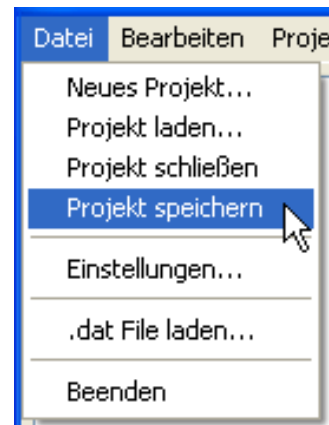 Datei Bearbeiten Proje
Neues Projekt...
Projekt laden...
Projekt schließen
Projekt speichern
Einstellungen...
.dat File laden...
Beenden